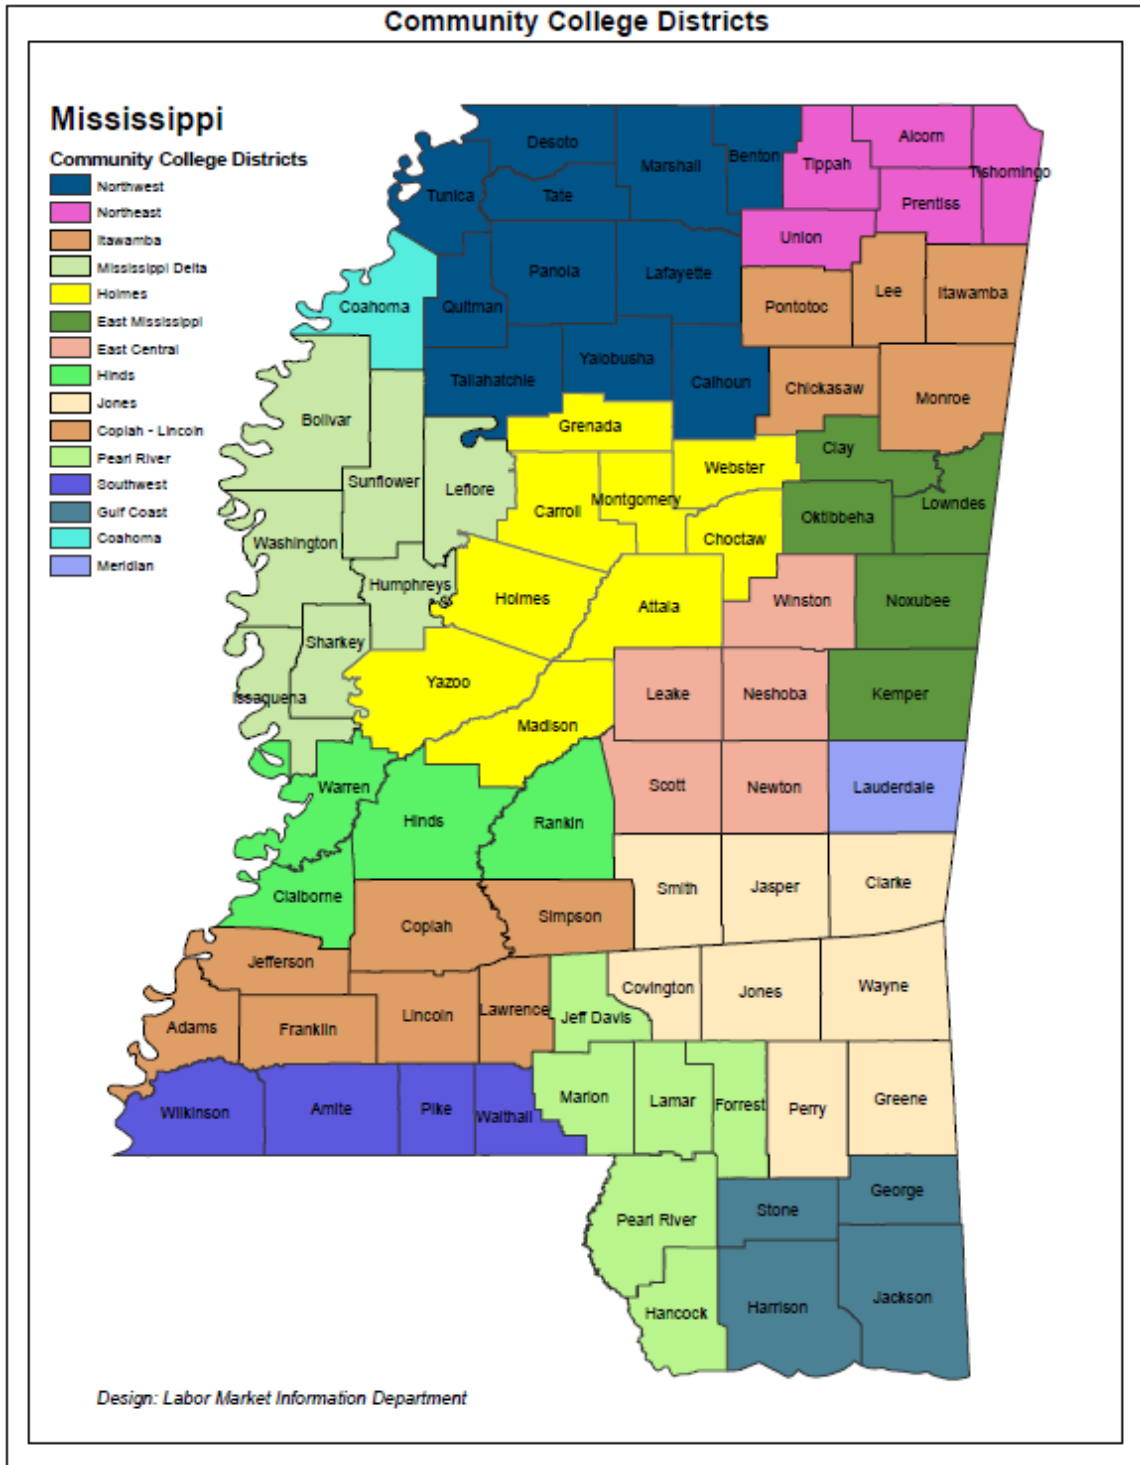 Community College Districts
Mississippi
Community College Districts
Northwest
Northeast
Itawamba
Mississippi Delta
Holmes
East Mississippi
East Central
Hinds
Jones
Copiah - Lincoln
Pearl River
Southwest
Gulf Coast
Coahoma
Meridian
Desoto
Marshall
Benton
Tippah
Alcorn
Tishomingo
Tunica
Tate
Prentiss
Union
Panola
Lafayette
Coahoma
Quitman
Pontotoc
Lee
Itawamba
Tallahatchie
Yalobusha
Calhoun
Chickasaw
Monroe
Bolivar
Grenada
Clay
Sunflower
Leflore
Webster
Carroll
Montgomery
Lowndes
Oktibbeha
Washington
Choctaw
Humphreys
Holmes
Attala
Winston
Noxubee
Sharkey
Issaquena
Yazoo
Leake
Neshoba
Kemper
Madison
Warren
Scott
Newton
Lauderdale
Hinds
Rankin
Claiborne
Smith
Jasper
Clarke
Copiah
Simpson
Jefferson
Covington
Jones
Wayne
Adams
Franklin
Lincoln
Lawrence
Jeff Davis
Wilkinson
Amite
Pike
Walthall
Marion
Lamar
Forrest
Perry
Greene
Pearl River
Stone
George
Hancock
Harrison
Jackson
Design: Labor Market Information Department